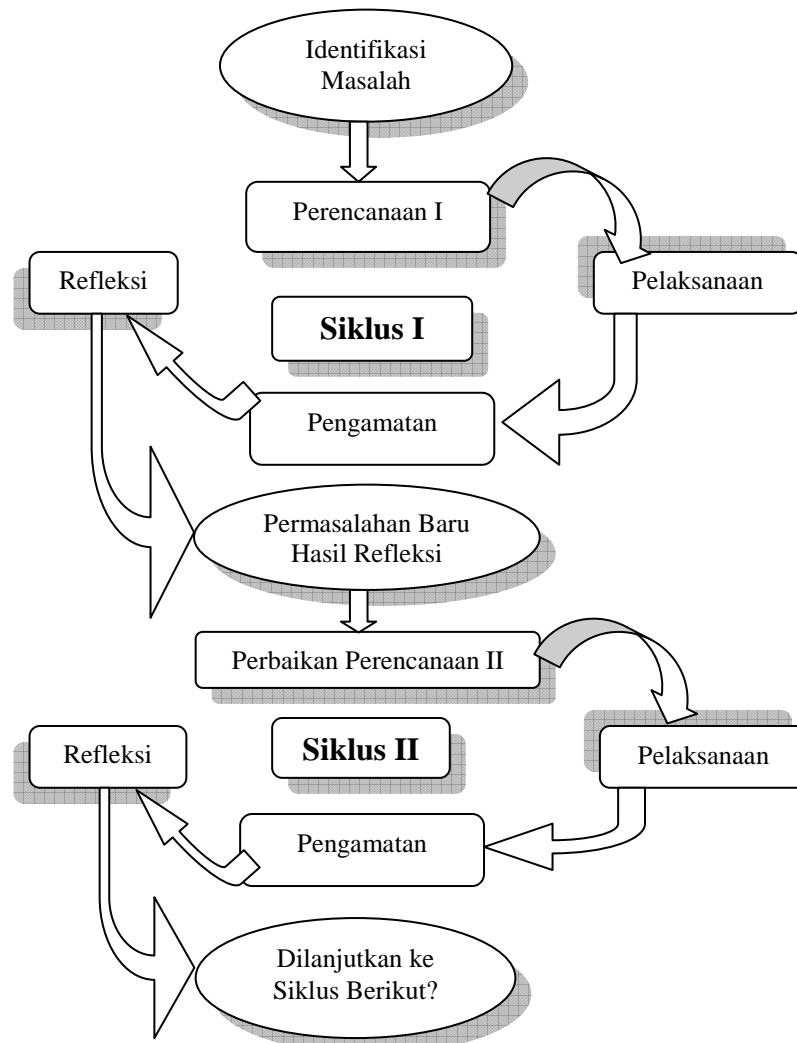 Identifikasi
Masalah
Perencanaan I
Refleksi
Pelaksanaan
Siklus I
Pengamatan
Permasalahan Baru
Hasil Refleksi
Perbaikan Perencanaan II
Refleksi
Siklus II
Pelaksanaan
Pengamatan
Dilanjutkan ke
Siklus Berikut?